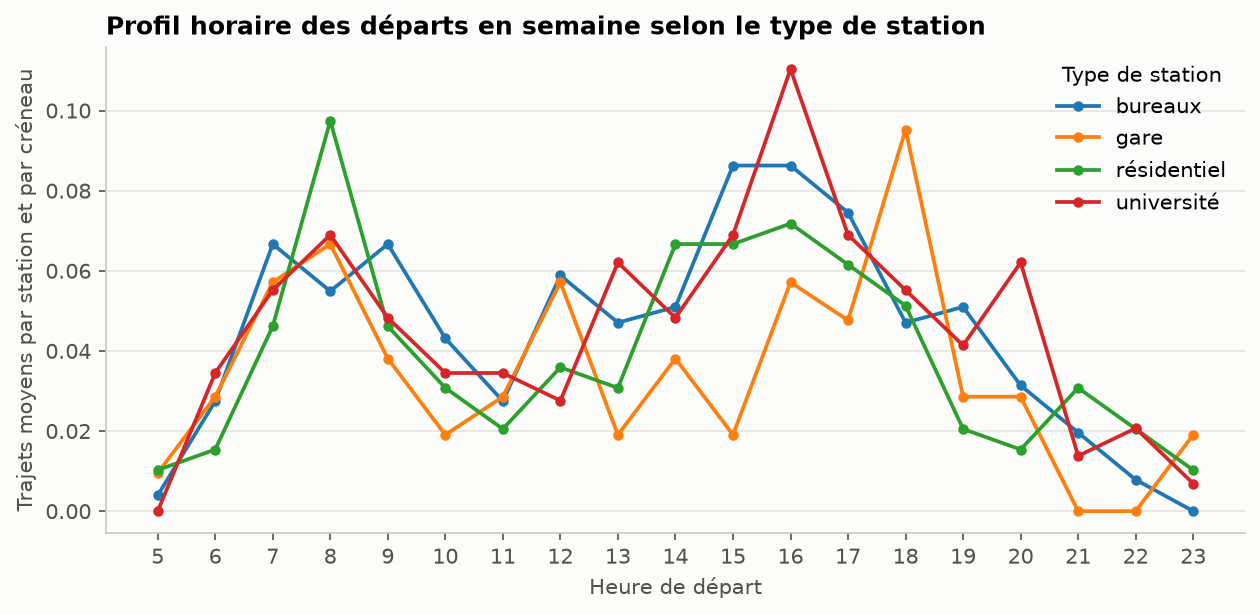 Profil horaire des départs en semaine selon le type de station
Trajets moyens par station et par créneau
0.10
0.08
0.06
0.04
0.02
0.00
Type de station
bureaux
gare
résidentiel
université
5 6 7 8 9 10 11 12 13 14 15 16 17 18 19 20 21 22 23
Heure de départ